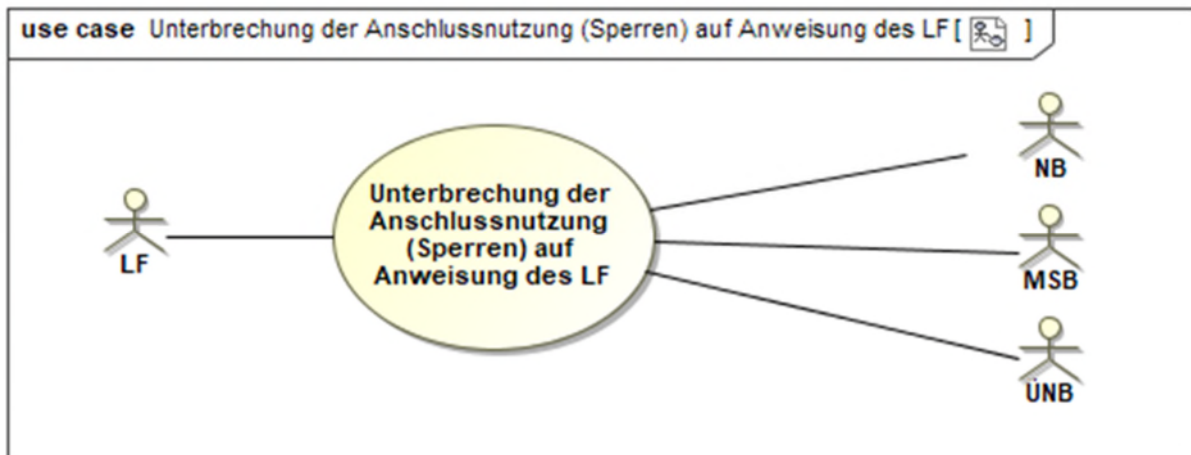 use case Unterbrechung der Anschlussnutzung (Sperren) auf Anweisung des LF [ ]
NB
Unterbrechung der
Anschlussnutzung
(Sperren) auf
Anweisung des LF
LF
MSB
ÜNB